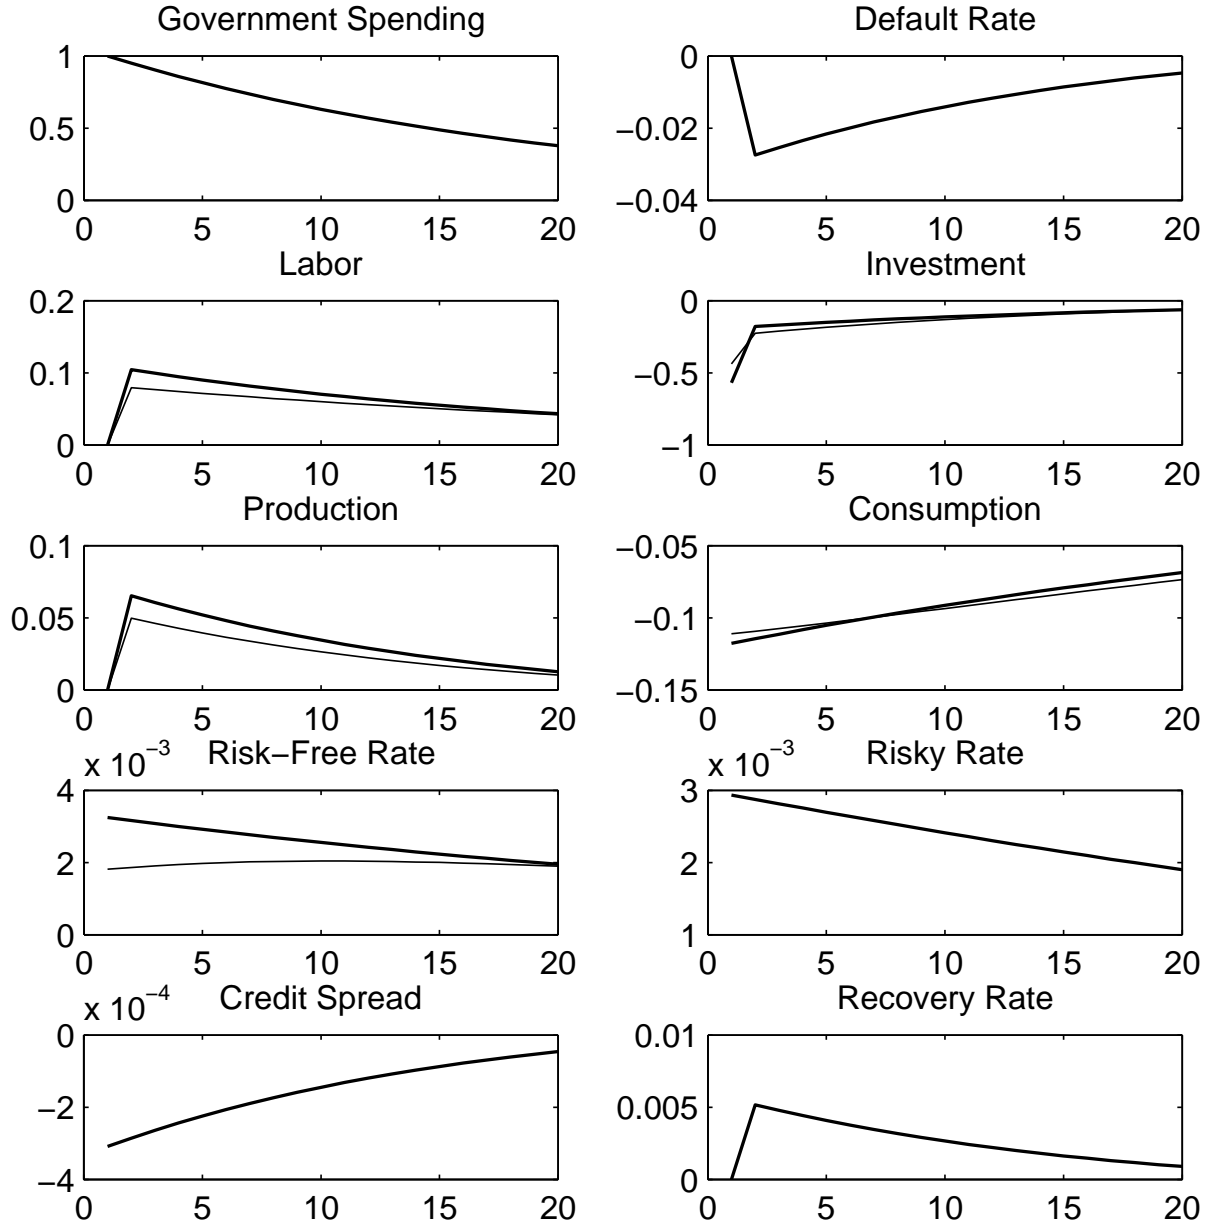 Government Spending
1
0.5
0
0 5 10 15 20
Default Rate
0
−0.02
−0.04
0 5 10 15 20
Labor
0.2
0.1
0
0 5 10 15 20
Investment
0
−0.5
−1
0 5 10 15 20
Production
0.1
0.05
0
0 5 10 15 20
Consumption
−0.05
−0.1
−0.15
0 5 10 15 20
Risk−Free Rate
x 10−3
4
2
0
0 5 10 15 20
Risky Rate
x 10−3
3
2
1
0 5 10 15 20
Credit Spread
x 10−4
0
−2
−4
0 5 10 15 20
Recovery Rate
0.01
0.005
0
0 5 10 15 20